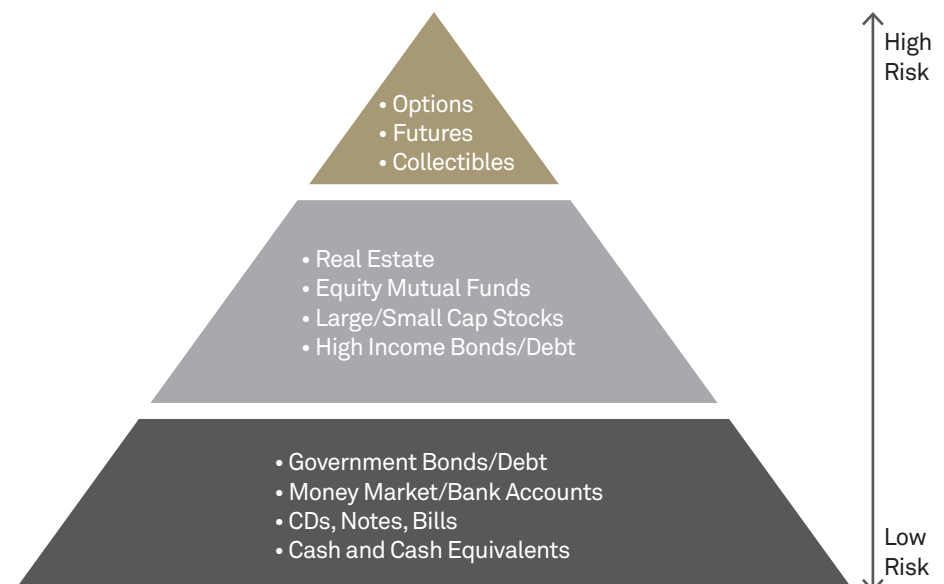 • Options
• Futures
• Collectibles
• Real Estate
• Equity Mutual Funds
• Large/Small Cap Stocks
• High Income Bonds/Debt
• Government Bonds/Debt
• Money Market/Bank Accounts
• CDs, Notes, Bills
• Cash and Cash Equivalents
High
Risk
Low
Risk